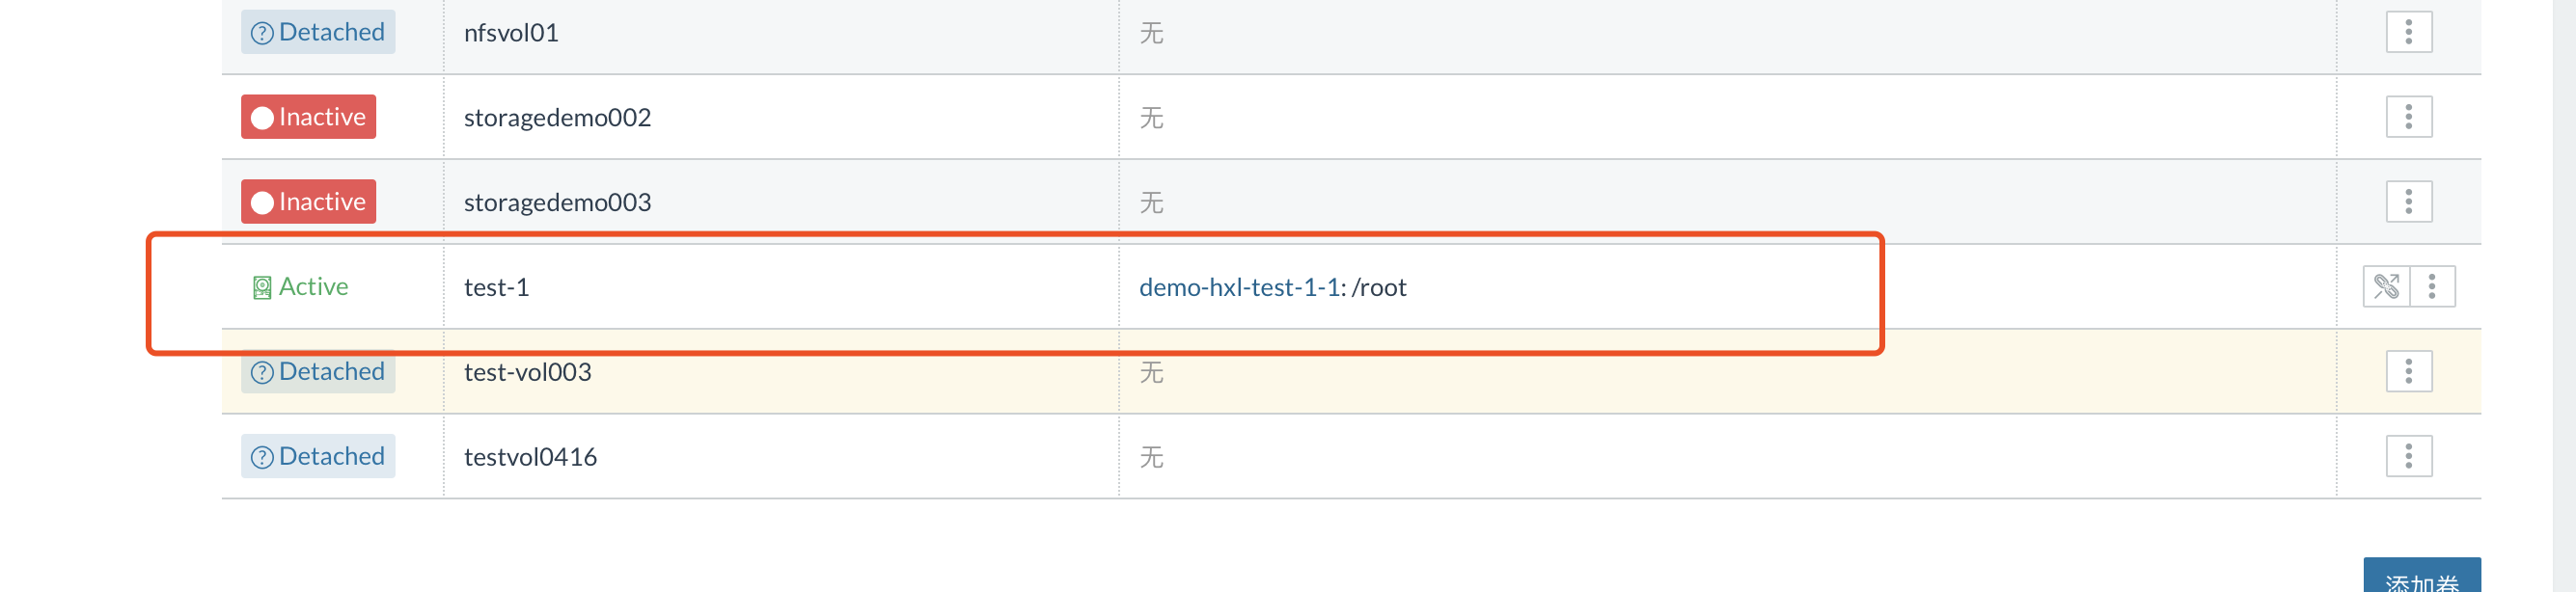 Detached nfsvol01 无
Inactive storagedemo002 无
Inactive storagedemo003 无
Active test-1 demo-hxl-test-1-1: /root
Detached test-vol003 无
Detached testvol0416 无
添加卷